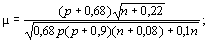 μ = (p + 0,68)√(n + 0,22) / √(0,68 p(p + 0,9)(n + 0,08) + 0,1n) ;